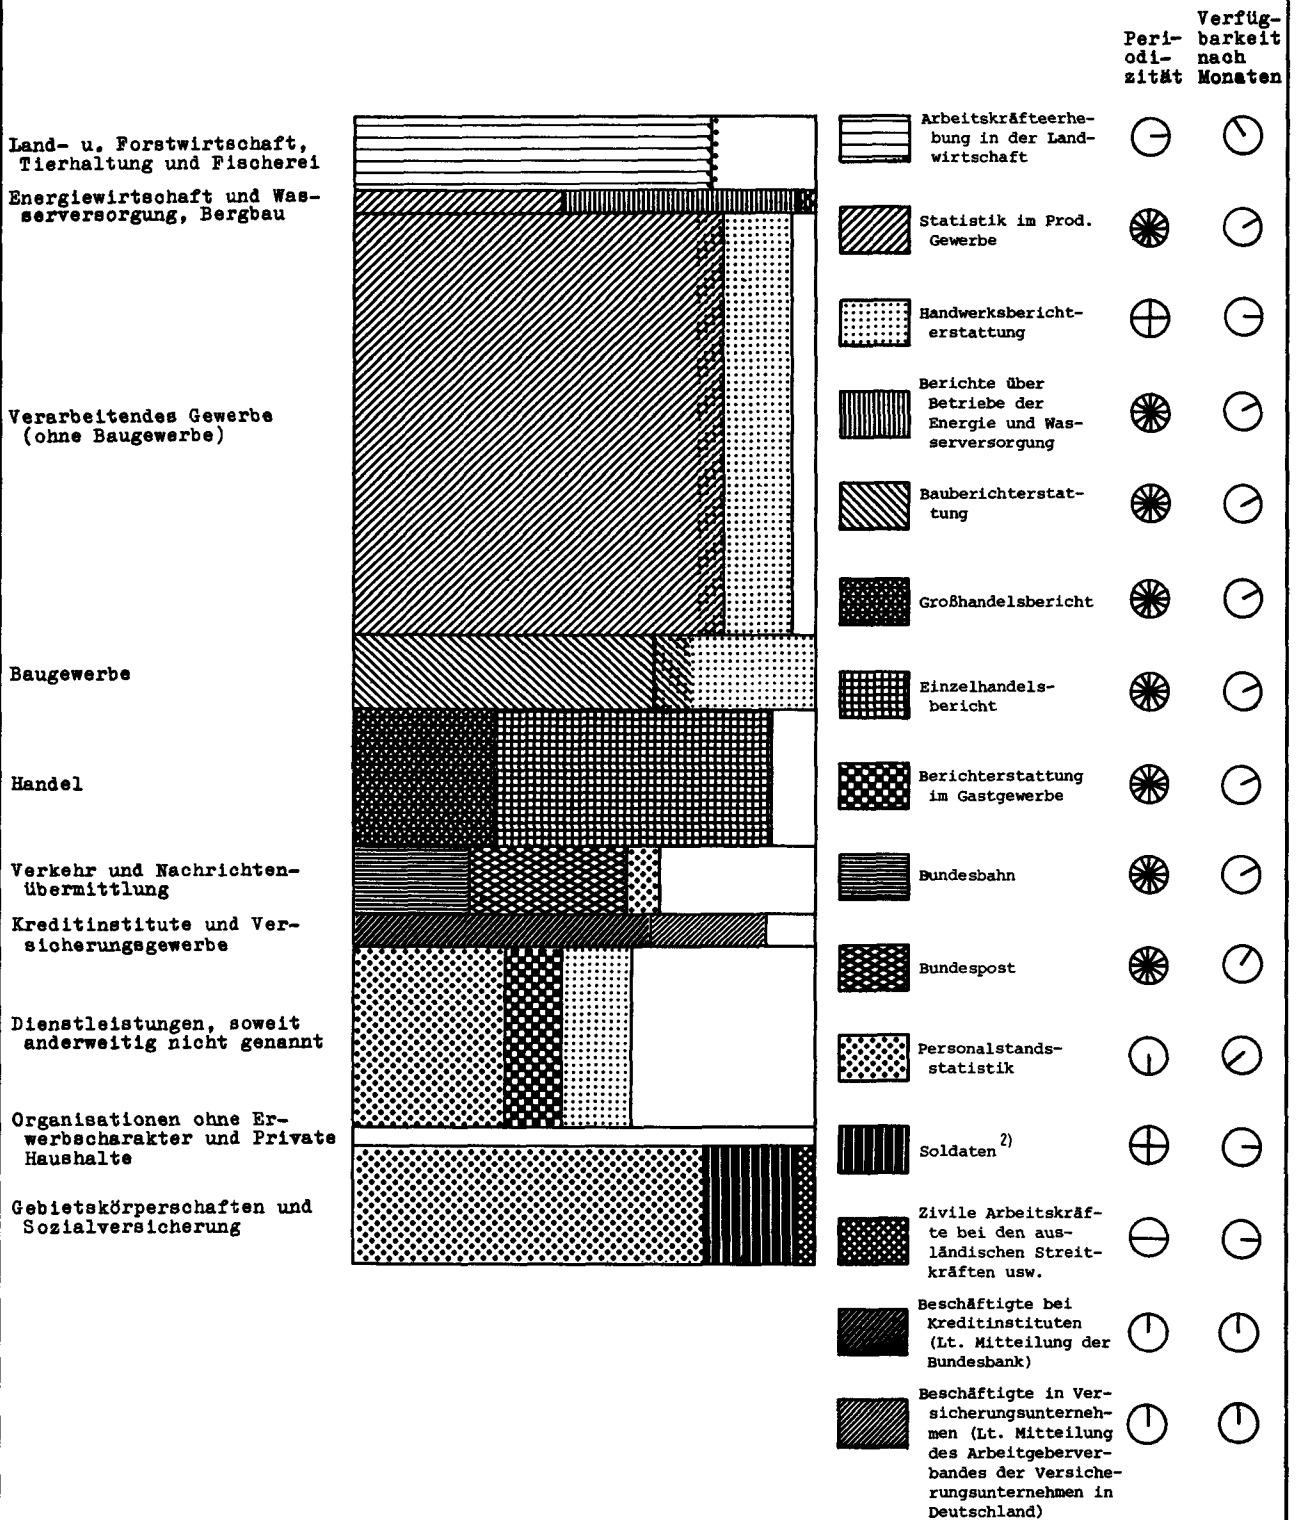 Peri-
odi-
zität
Verfüg-
barkeit
nach
Monaten
Land- u. Forstwirtschaft,
Tierhaltung und Fischerei
Energiewirtschaft und Was-
serversorgung, Bergbau
Verarbeitendes Gewerbe
(ohne Baugewerbe)
Baugewerbe
Handel
Verkehr und Nachrichten-
übermittlung
Kreditinstitute und Ver-
sicherungsgewerbe
Dienstleistungen, soweit
anderweitig nicht genannt
Organisationen ohne Er-
werbscharakter und Private
Haushalte
Gebietskörperschaften und
Sozialversicherung
Arbeitskräfteerhe-
bung in der Land-
wirtschaft
Statistik im Prod.
Gewerbe
Handwerksbericht-
erstattung
Berichte über
Betriebe der
Energie und Was-
serversorgung
Bauberichterstat-
tung
Großhandelsbericht
Einzelhandels-
bericht
Berichterstattung
im Gastgewerbe
Bundesbahn
Bundespost
Personalstands-
statistik
Soldaten 2)
Zivile Arbeitskräf-
te bei den aus-
ländischen Streit-
kräften usw.
Beschäftigte bei
Kreditinstituten
(Lt. Mitteilung der
Bundesbank)
Beschäftigte in Ver-
sicherungsunterneh-
men (Lt. Mitteilung
des Arbeitgeberver-
bandes der Versiche-
rungsunternehmen in
Deutschland)